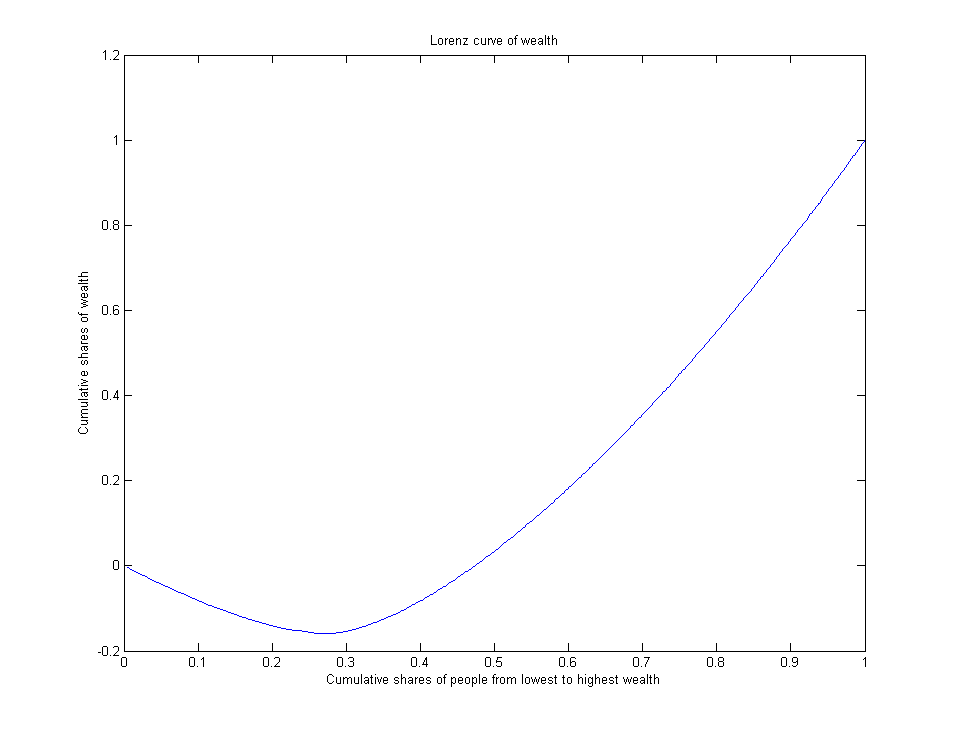 Lorenz curve of wealth
1.2
1
0.8
0.6
0.4
0.2
0
-0.2
Cumulative shares of wealth
0 0.1 0.2 0.3 0.4 0.5 0.6 0.7 0.8 0.9 1
Cumulative shares of people from lowest to highest wealth